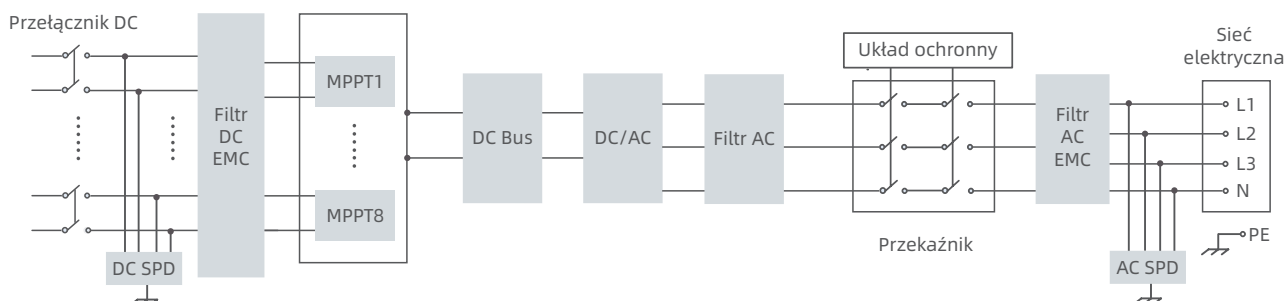 Przełącznik DC
Filtr
DC
EMC
MPPT1
MPPT8
DC SPD
DC Bus
DC/AC
Filtr AC
Układ ochronny
Przekaźnik
Filtr
AC
EMC
Sieć
elektryczna
L1
L2
L3
N
PE
AC SPD